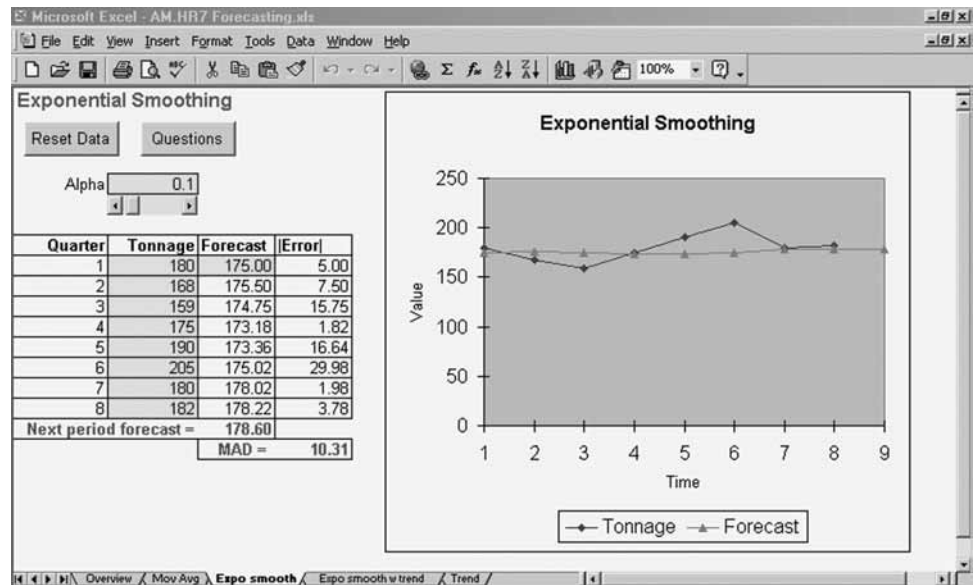 Microsoft Excel - AM.HR7 Forecasting.xls
File Edit View Insert Format Tools Data Window Help
100%
Exponential Smoothing
Reset Data Questions
Alpha 0.1
Quarter Tonnage Forecast |Error|
1 180 175.00 5.00
2 168 175.50 7.50
3 159 174.75 15.75
4 175 173.18 1.82
5 190 173.36 16.64
6 205 175.02 29.98
7 180 178.02 1.98
8 182 178.22 3.78
Next period forecast = 178.60
MAD = 10.31
Exponential Smoothing
Value
250
200
150
100
50
0
1 2 3 4 5 6 7 8 9
Time
Tonnage Forecast
Overview Mov Avg Expo smooth Expo smooth w trend Trend